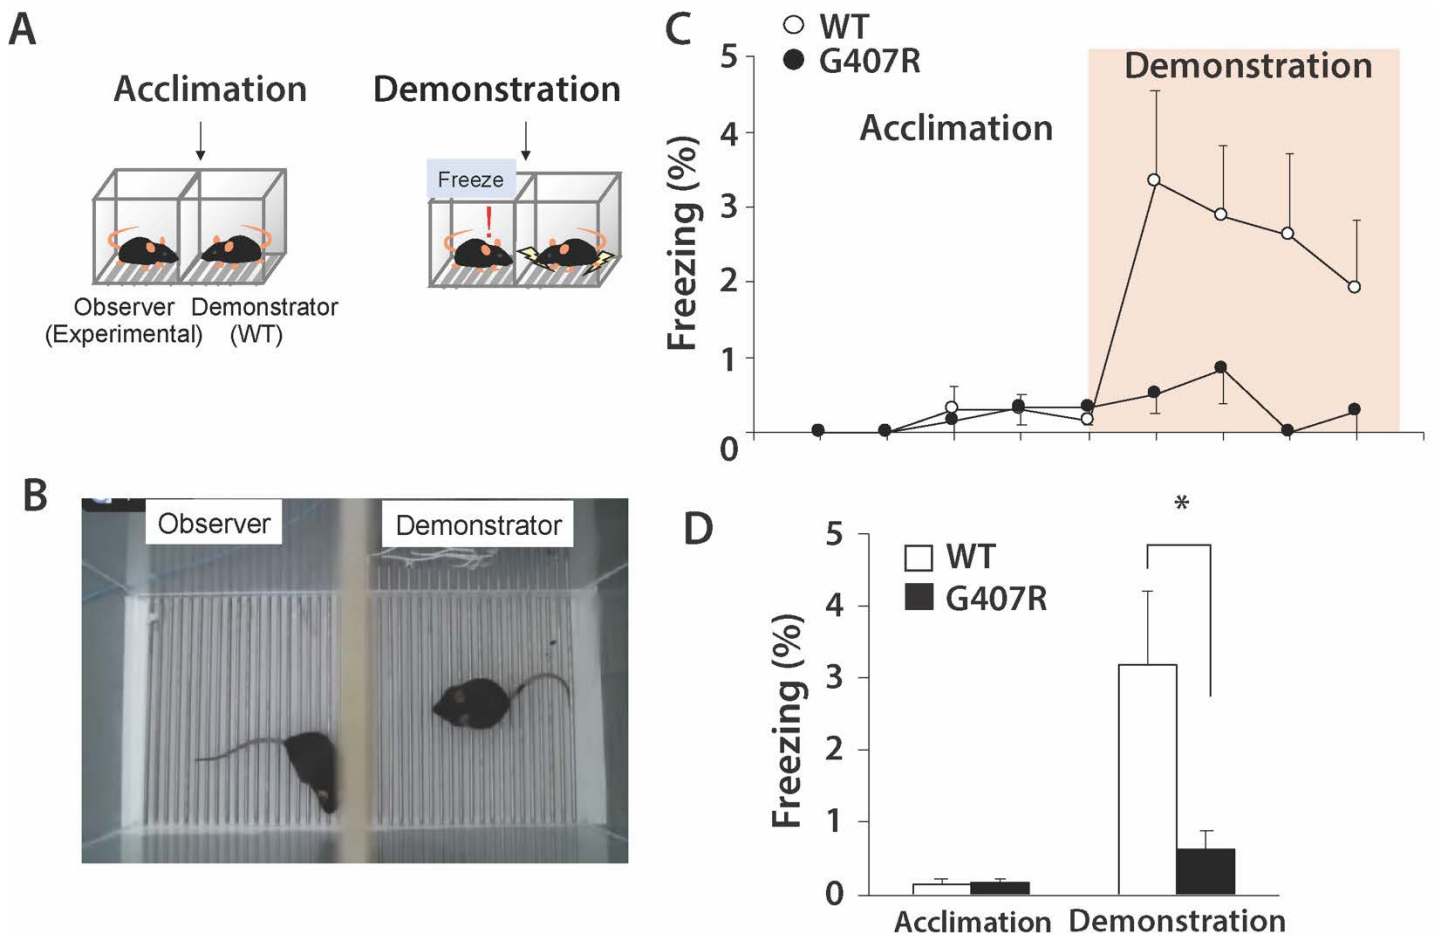 A
Acclimation
Demonstration
Freeze
!
Observer
(Experimental)
Demonstrator
(WT)
B
Observer
Demonstrator
C
WT
G407R
Freezing (%)
5
4
3
2
1
0
Acclimation
Demonstration
D
*
WT
G407R
Freezing (%)
5
4
3
2
1
0
Acclimation
Demonstration